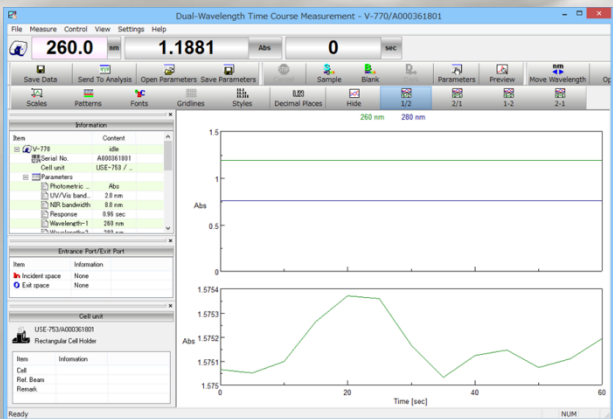 Dual-Wavelength Time Course Measurement - V-770/A000361801
File Measure Control View Settings Help
260.0 nm 1.1881 Abs 0 sec
Save Data Send To Analysis Open Parameters Save Parameters Sample Blank Parameters Preview Move Wavelength Op
Scales Patterns Fonts Gridlines Styles Decimal Places Hide 1/2 2/1 1-2 2-1
Information
Item Content
V-770 idle
Serial No. A000361801
Cell unit USE-753 / ...
Parameters
Photometric ... Abs
UV/Vis band... 2.0 nm
NIR bandwidth 8.0 nm
Response 0.96 sec
Wavelength-1 260 nm
Wavelength-2 280 nm
Entrance Port/Exit Port
Item Information
Incident space None
Exit space None
Cell unit
USE-753/A000361801
Rectangular Cell Holder
Item Information
Cell
Ref. Beam
Remark
260 nm 280 nm
1.5
1
Abs
0.5
0
1.5754
1.5753
Abs 1.5752
1.5751
1.575
0 20 40 60
Time [sec]
Ready NUM